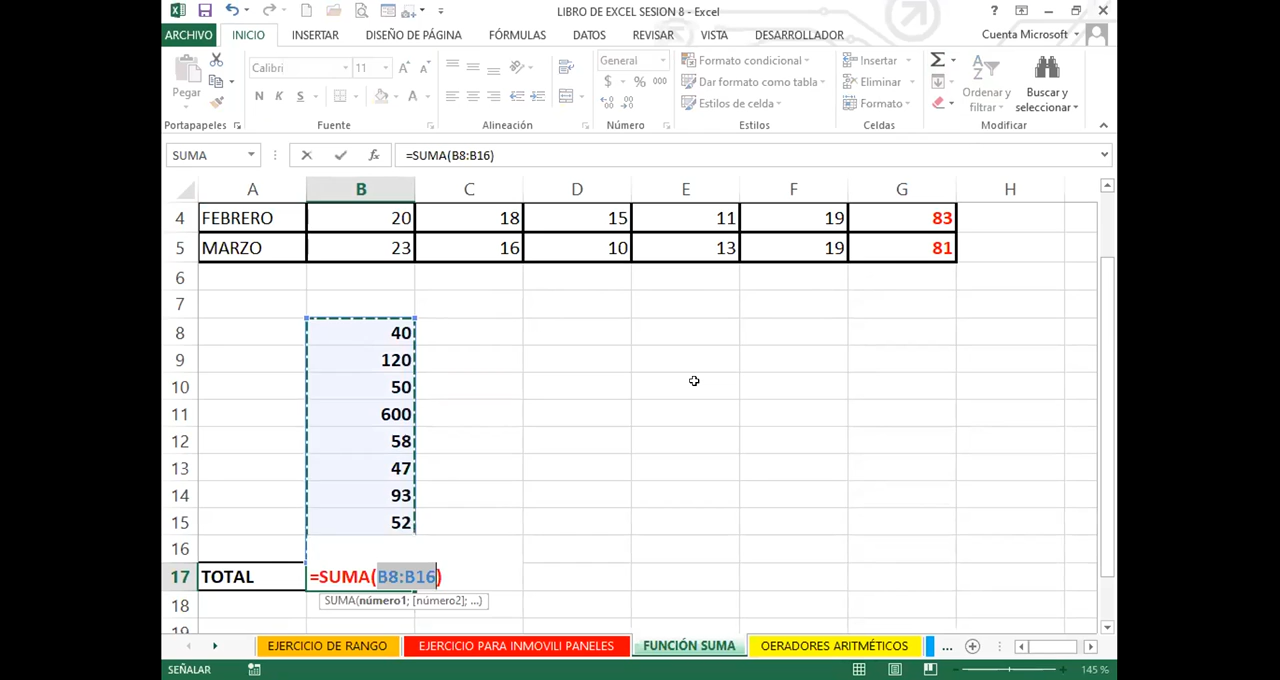 LIBRO DE EXCEL SESION 8 - Excel
?
ARCHIVO INICIO INSERTAR DISEÑO DE PÁGINA FÓRMULAS DATOS REVISAR VISTA DESARROLLADOR Cuenta Microsoft
Pegar
Calibri 11
N K S
General
$ % 000
Formato condicional
Dar formato como tabla
Estilos de celda
Insertar
Eliminar
Formato
Ordenar y filtrar
Buscar y seleccionar
Portapapeles Fuente Alineación Número Estilos Celdas Modificar
SUMA fx =SUMA(B8:B16)
A B C D E F G H
4 FEBRERO 20 18 15 11 19 83
5 MARZO 23 16 10 13 19 81
6
7
8 40
9 120
10 50
11 600
12 58
13 47
14 93
15 52
16
17 TOTAL =SUMA(B8:B16)
18 SUMA(número1; [número2]; ...)
19
EJERCICIO DE RANGO EJERCICIO PARA INMOVILI PANELES FUNCIÓN SUMA OERADORES ARITMÉTICOS ...
SEÑALAR 145 %